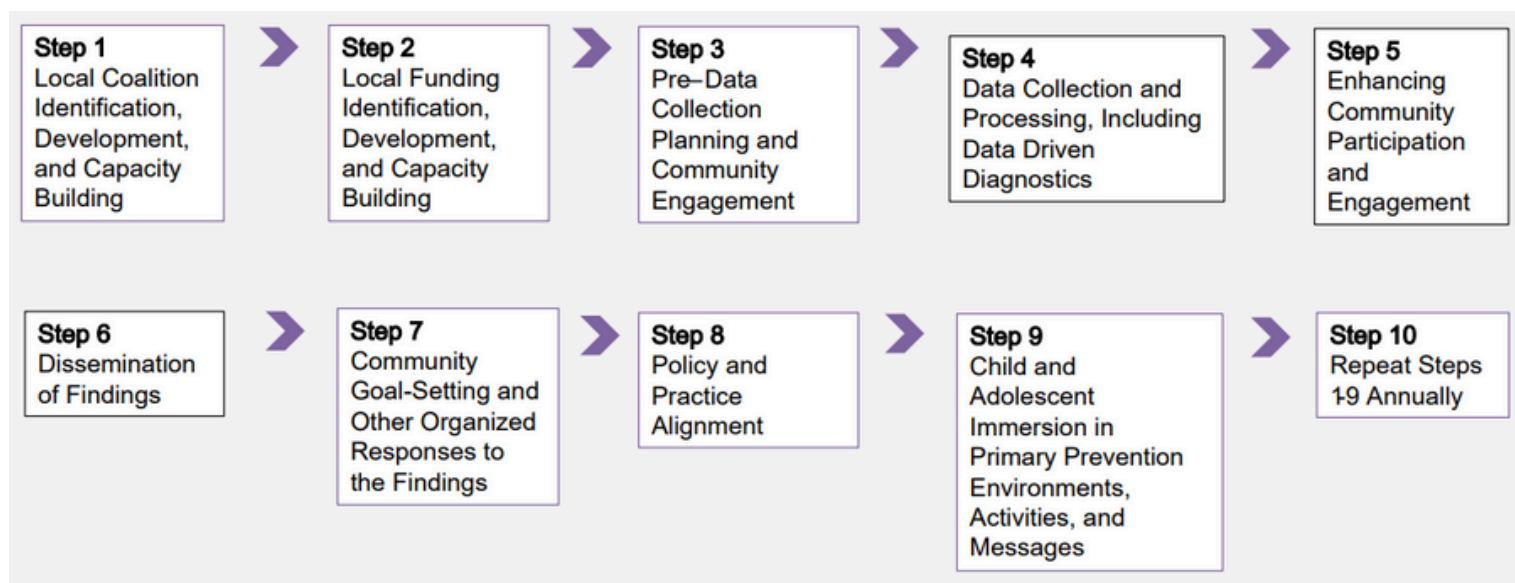 Step 1
Local Coalition
Identification,
Development,
and Capacity
Building
Step 2
Local Funding
Identification,
Development,
and Capacity
Building
Step 3
Pre–Data
Collection
Planning and
Community
Engagement
Step 4
Data Collection and
Processing, Including
Data Driven
Diagnostics
Step 5
Enhancing
Community
Participation
and
Engagement
Step 6
Dissemination
of Findings
Step 7
Community
Goal-Setting and
Other Organized
Responses to
the Findings
Step 8
Policy and
Practice
Alignment
Step 9
Child and
Adolescent
Immersion in
Primary Prevention
Environments,
Activities, and
Messages
Step 10
Repeat Steps
1-9 Annually